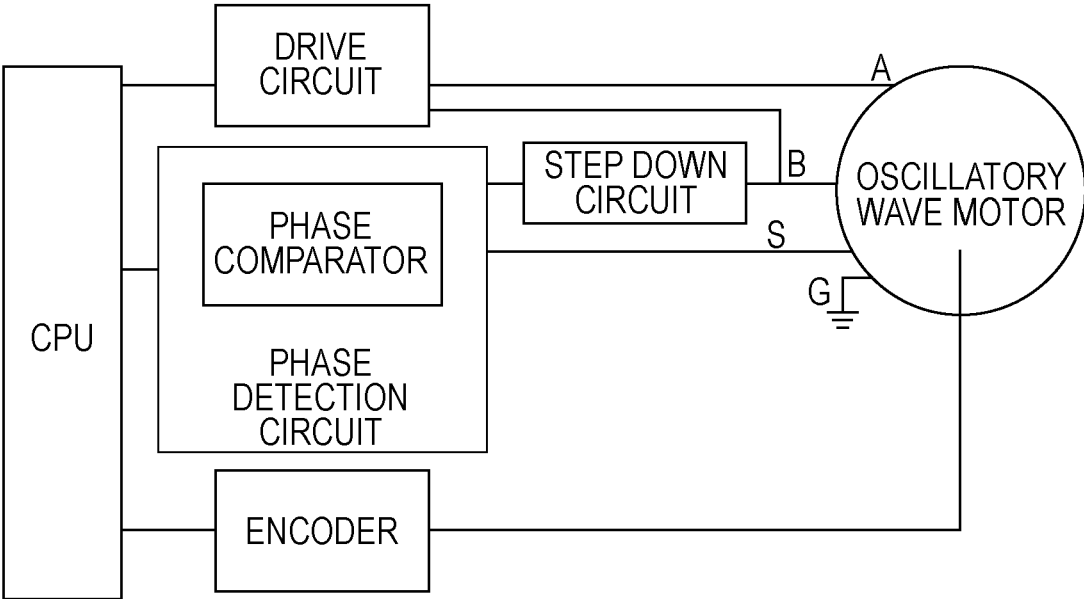 DRIVE
CIRCUIT
A
STEP DOWN
CIRCUIT
B
OSCILLATORY
WAVE MOTOR
PHASE
COMPARATOR
S
G
CPU
PHASE
DETECTION
CIRCUIT
ENCODER